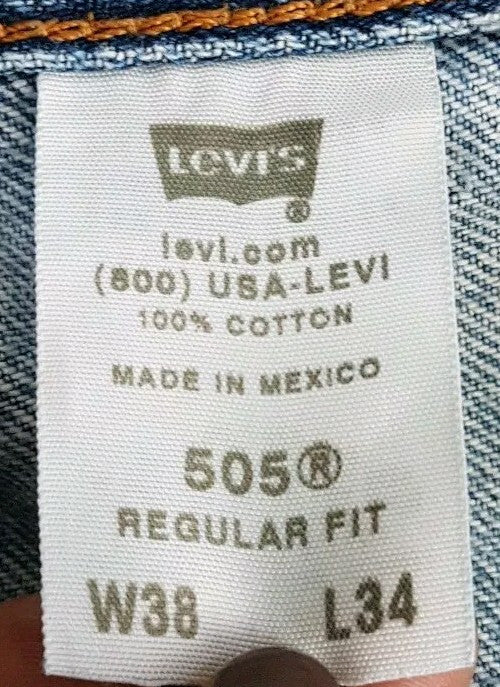 LEVI'S
®
levi.com
(800) USA-LEVI
100% COTTON
MADE IN MEXICO
505®
REGULAR FIT
W38 L34